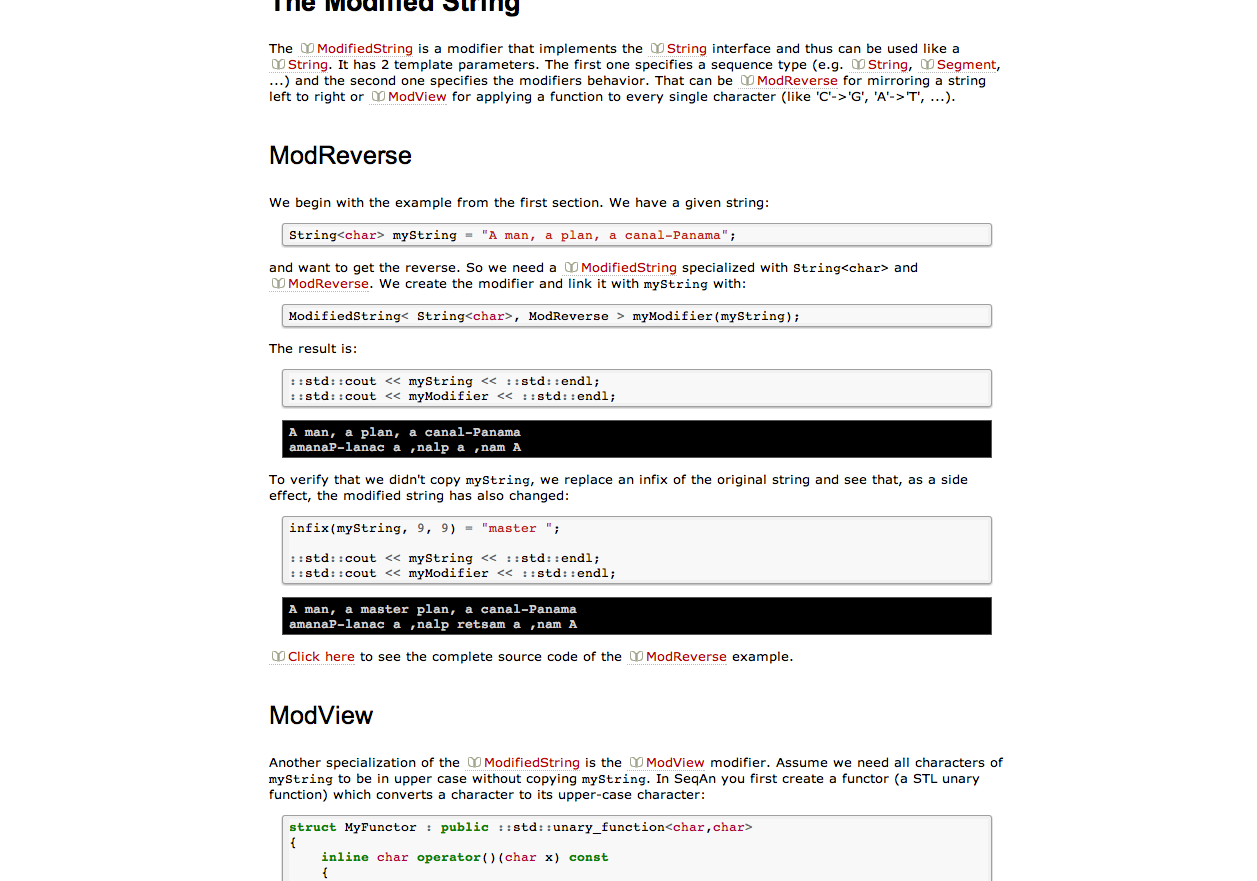 The Modified String
The ModifiedString is a modifier that implements the String interface and thus can be used like a
String. It has 2 template parameters. The first one specifies a sequence type (e.g. String, Segment,
...) and the second one specifies the modifiers behavior. That can be ModReverse for mirroring a string
left to right or ModView for applying a function to every single character (like 'C'->'G', 'A'->'T', ...).
ModReverse
We begin with the example from the first section. We have a given string:
String<char> myString = "A man, a plan, a canal-Panama";
and want to get the reverse. So we need a ModifiedString specialized with String<char> and
ModReverse. We create the modifier and link it with myString with:
ModifiedString< String<char>, ModReverse > myModifier(myString);
The result is:
::std::cout << myString << ::std::endl;
::std::cout << myModifier << ::std::endl;
A man, a plan, a canal-Panama
amanaP-lanac a ,nalp a ,nam A
To verify that we didn't copy myString, we replace an infix of the original string and see that, as a side
effect, the modified string has also changed:
infix(myString, 9, 9) = "master ";
::std::cout << myString << ::std::endl;
::std::cout << myModifier << ::std::endl;
A man, a master plan, a canal-Panama
amanaP-lanac a ,nalp retsam a ,nam A
Click here to see the complete source code of the ModReverse example.
ModView
Another specialization of the ModifiedString is the ModView modifier. Assume we need all characters of
myString to be in upper case without copying myString. In SeqAn you first create a functor (a STL unary
function) which converts a character to its upper-case character:
struct MyFunctor : public ::std::unary_function<char,char>
{
    inline char operator()(char x) const
    {